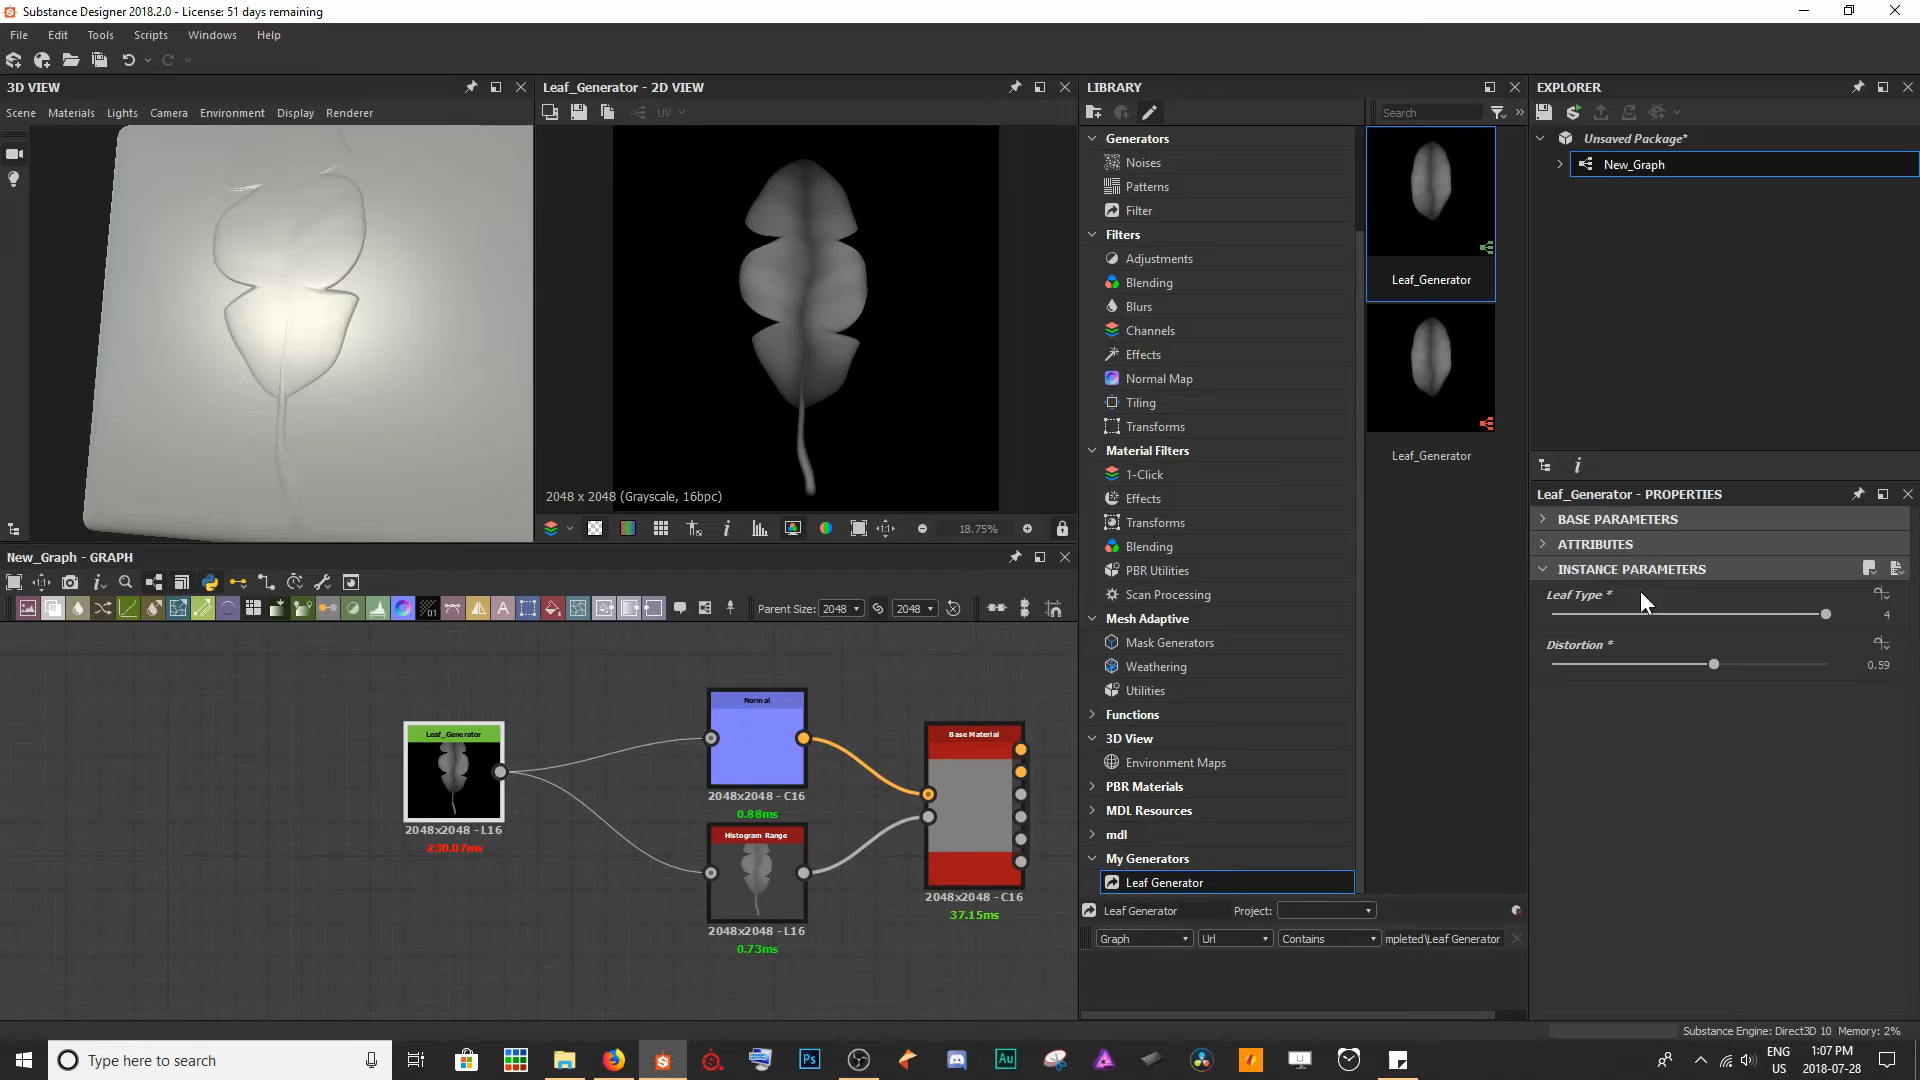 Substance Designer 2018.2.0 - License: 51 days remaining
File Edit Tools Scripts Windows Help
3D VIEW
Scene Materials Lights Camera Environment Display Renderer
Leaf_Generator - 2D VIEW
UV
2048 x 2048 (Grayscale, 16bpc)
18.75%
LIBRARY
Search
Generators
Noises
Patterns
Filter
Filters
Adjustments
Blending
Blurs
Channels
Effects
Normal Map
Tiling
Transforms
Material Filters
1-Click
Effects
Transforms
Blending
PBR Utilities
Scan Processing
Mesh Adaptive
Mask Generators
Weathering
Utilities
Functions
3D View
Environment Maps
PBR Materials
MDL Resources
mdl
My Generators
Leaf Generator
Leaf_Generator
Leaf_Generator
Leaf Generator Project:
Graph Url Contains mpleted\Leaf Generator
EXPLORER
Unsaved Package*
New_Graph
Leaf_Generator - PROPERTIES
BASE PARAMETERS
ATTRIBUTES
INSTANCE PARAMETERS
Leaf Type *
4
Distortion *
0.59
New_Graph - GRAPH
Parent Size: 2048 2048
Leaf_Generator
2048x2048 - L16
230.07ms
Normal
2048x2048 - C16
0.88ms
Histogram Range
2048x2048 - L16
0.73ms
Base Material
2048x2048 - C16
37.15ms
Substance Engine: Direct3D 10 Memory: 2%
Type here to search
Ps
Au
ENG
US
1:07 PM
2018-07-28